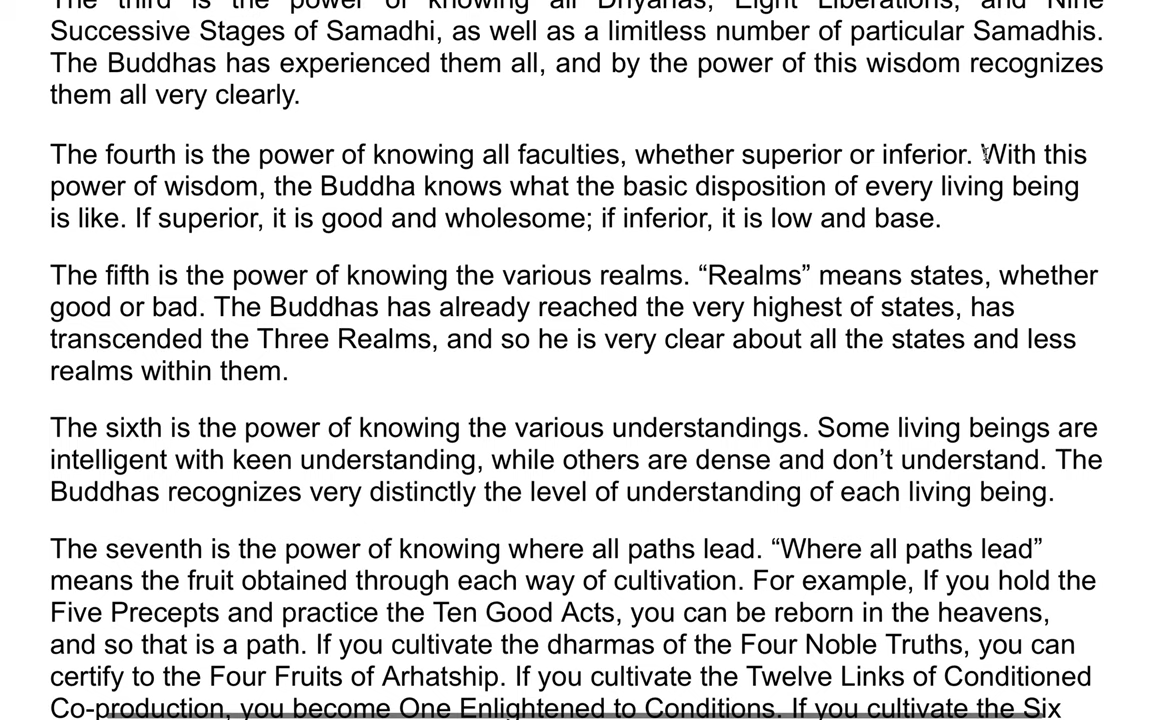 The third is the power of knowing all Dhyanas, Eight Liberations, and Nine
Successive Stages of Samadhi, as well as a limitless number of particular Samadhis.
The Buddhas has experienced them all, and by the power of this wisdom recognizes
them all very clearly.
The fourth is the power of knowing all faculties, whether superior or inferior. With this
power of wisdom, the Buddha knows what the basic disposition of every living being
is like. If superior, it is good and wholesome; if inferior, it is low and base.
The fifth is the power of knowing the various realms. “Realms” means states, whether
good or bad. The Buddhas has already reached the very highest of states, has
transcended the Three Realms, and so he is very clear about all the states and less
realms within them.
The sixth is the power of knowing the various understandings. Some living beings are
intelligent with keen understanding, while others are dense and don’t understand. The
Buddhas recognizes very distinctly the level of understanding of each living being.
The seventh is the power of knowing where all paths lead. “Where all paths lead”
means the fruit obtained through each way of cultivation. For example, If you hold the
Five Precepts and practice the Ten Good Acts, you can be reborn in the heavens,
and so that is a path. If you cultivate the dharmas of the Four Noble Truths, you can
certify to the Four Fruits of Arhatship. If you cultivate the Twelve Links of Conditioned
Co-production, you become One Enlightened to Conditions. If you cultivate the Six